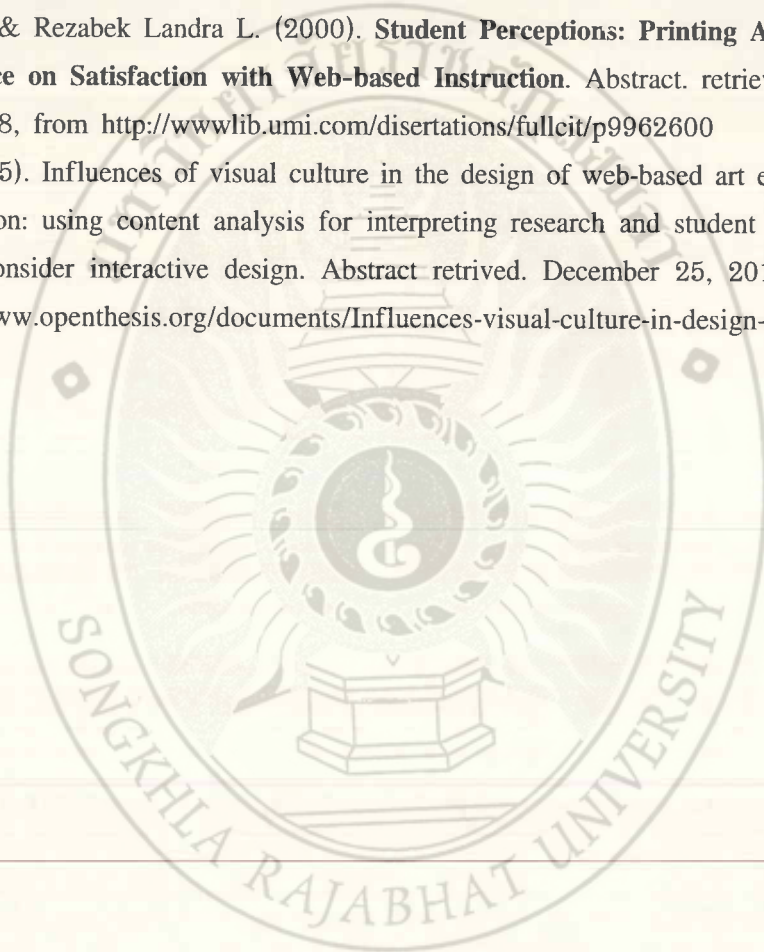 & Rezabek Landra L. (2000). Student Perceptions: Printing A
ce on Satisfaction with Web-based Instruction. Abstract. retriev
8, from http://wwwlib.umi.com/disertations/fullcit/p9962600
5). Influences of visual culture in the design of web-based art e
on: using content analysis for interpreting research and student
onsider interactive design. Abstract retrived. December 25, 201
ww.openthesis.org/documents/Influences-visual-culture-in-design-
SONGKHLA RAJABHAT UNIVERSITY